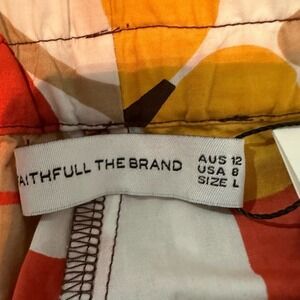 FAITHFULL THE BRAND
AUS 12
USA 8
SIZE L